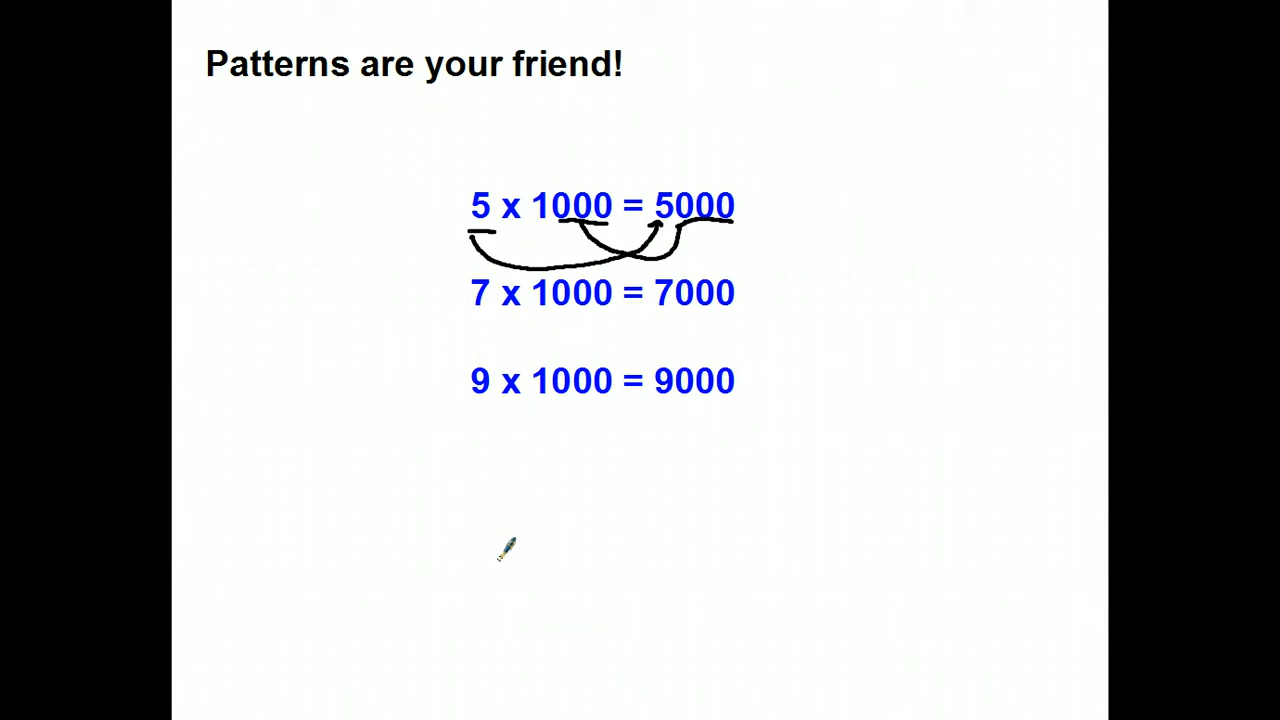 Patterns are your friend!
5 x 1000 = 5000
7 x 1000 = 7000
9 x 1000 = 9000